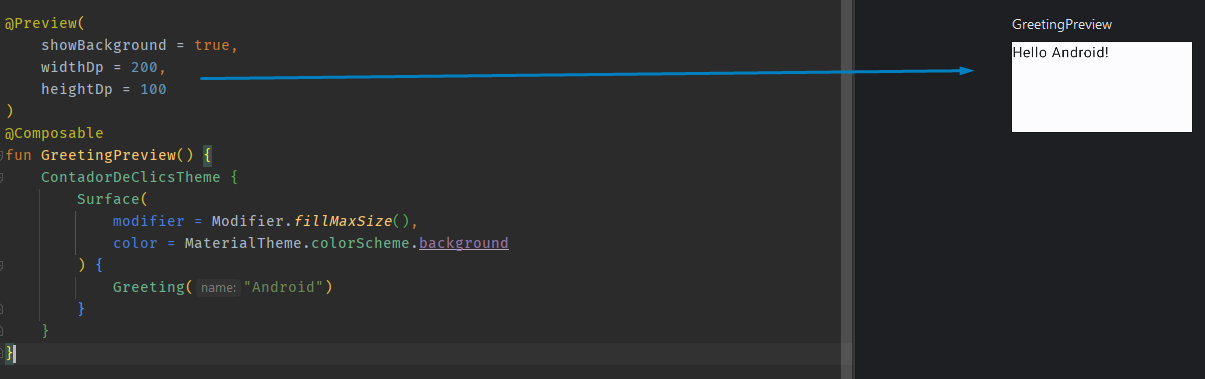 @Preview(
    showBackground = true,
    widthDp = 200,
    heightDp = 100
)
@Composable
fun GreetingPreview() {
    ContadorDeClicsTheme {
        Surface(
            modifier = Modifier.fillMaxSize(),
            color = MaterialTheme.colorScheme.background
        ) {
            Greeting( name: "Android")
        }
    }
}
GreetingPreview
Hello Android!